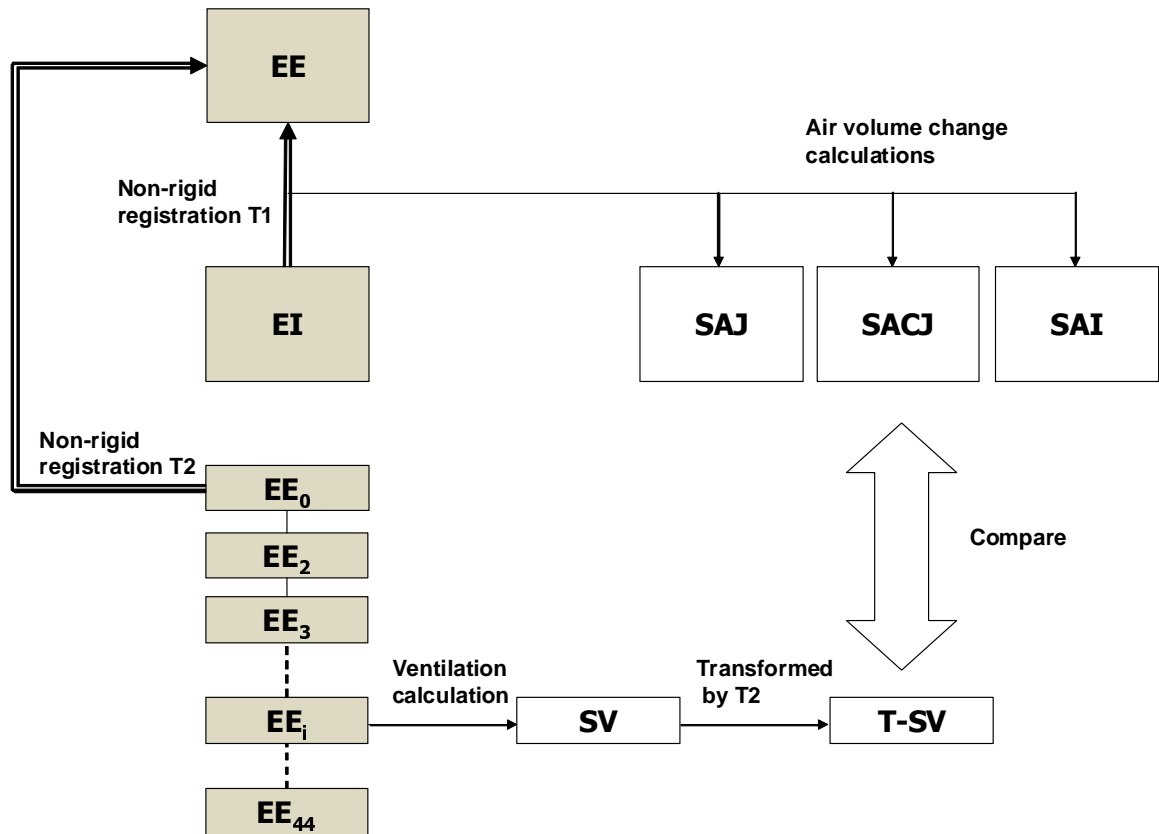 EE
Air volume change
calculations
Non-rigid
registration T1
EI
SAJ
SACJ
SAI
Non-rigid
registration T2
EE0
EE2
Compare
EE3
Ventilation
calculation
Transformed
by T2
EEi
SV
T-SV
EE44